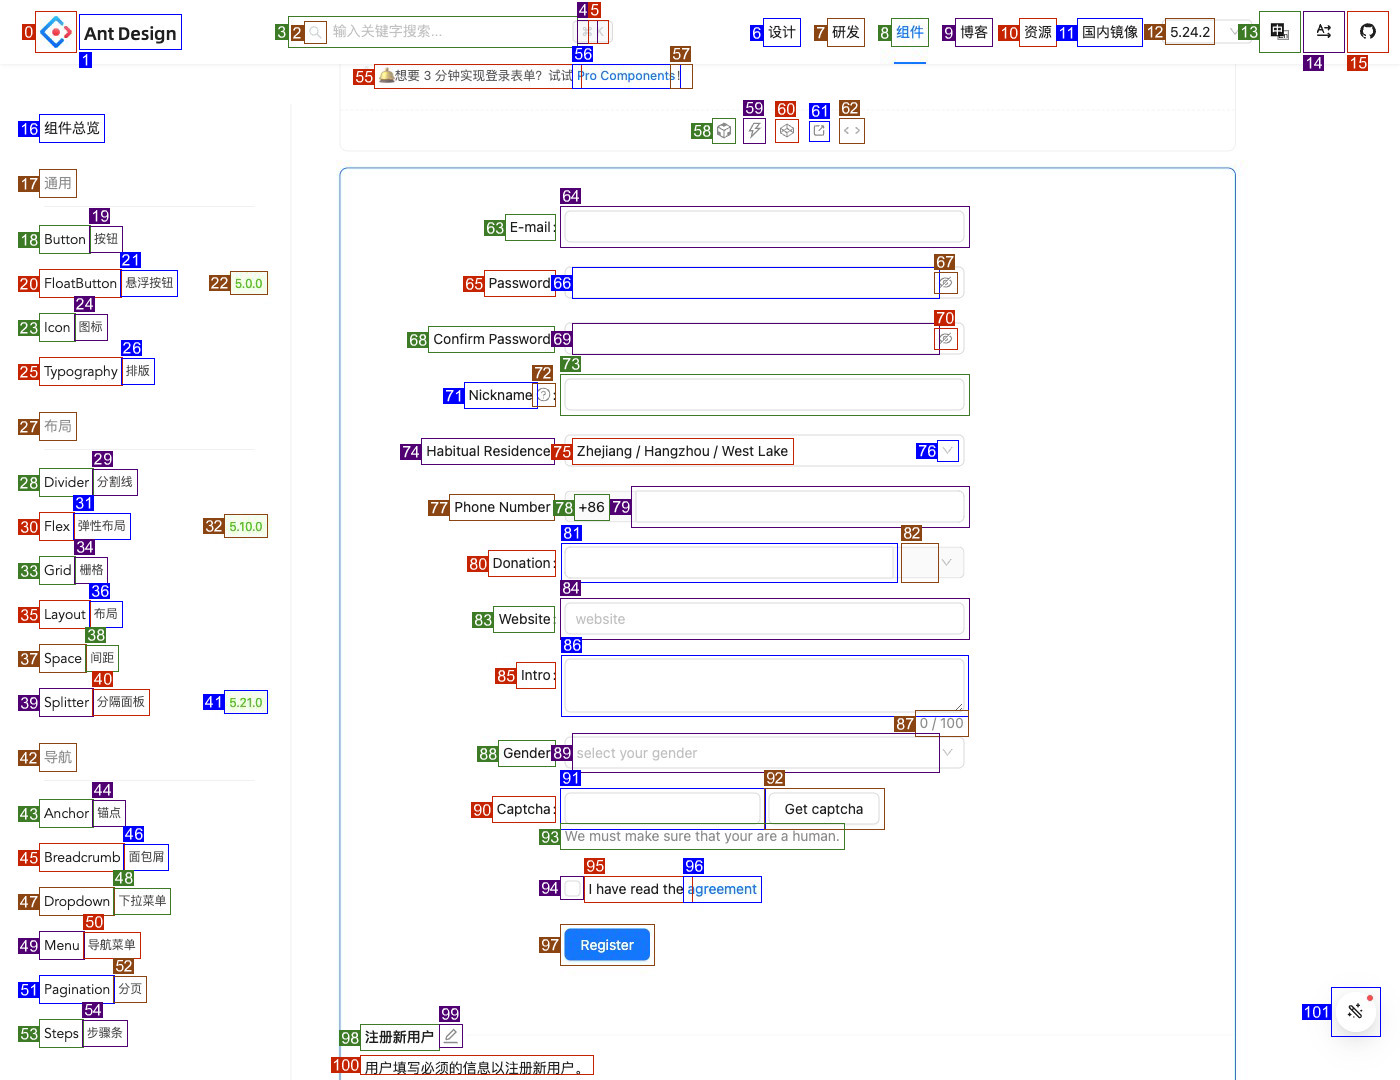 0 Ant Design
1
3 2 输入关键字搜索...
4 5 ⌘ K
6 设计
7 研发
8 组件
9 博客
10 资源
11 国内镜像
12 5.24.2
13
14
15
55 想要 3 分钟实现登录表单？试试 Pro Components！
56
57
58 59 60 61 62
16 组件总览
17 通用
18 Button 19 按钮
20 FloatButton 21 悬浮按钮 22 5.0.0
23 Icon 24 图标
25 Typography 26 排版
27 布局
28 Divider 29 分割线
30 Flex 31 弹性布局 32 5.10.0
33 Grid 34 栅格
35 Layout 36 布局
37 Space 38 间距
39 Splitter 40 分隔面板 41 5.21.0
42 导航
43 Anchor 44 锚点
45 Breadcrumb 46 面包屑
47 Dropdown 48 下拉菜单
49 Menu 50 导航菜单
51 Pagination 52 分页
53 Steps 54 步骤条
63 E-mail: 64
65 Password 66 67
68 Confirm Password 69 70
71 Nickname 72 : 73
74 Habitual Residence 75 Zhejiang / Hangzhou / West Lake 76
77 Phone Number 78 +86 79
80 Donation: 81 82
83 Website: 84 website
85 Intro: 86
87 0 / 100
88 Gender 89 select your gender
90 Captcha: 91 92 Get captcha
93 We must make sure that your are a human.
94 95 I have read the 96 agreement
97 Register
98 注册新用户 99
100 用户填写必须的信息以注册新用户。
101